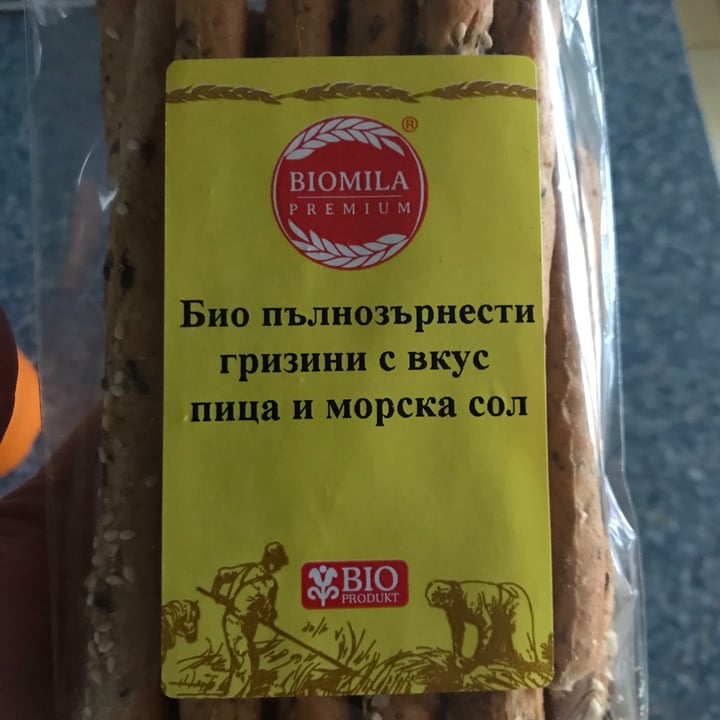 ®
BIOMILA
PREMIUM
Био пълнозърнести
гризини с вкус
пица и морска сол
BIO
PRODUKT